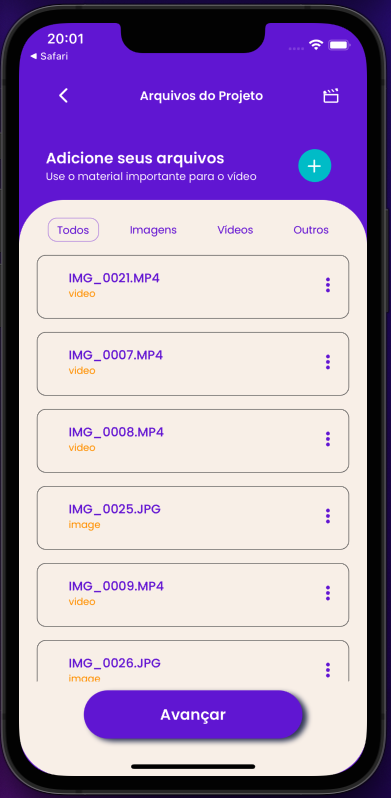 20:01
◀ Safari
Arquivos do Projeto
Adicione seus arquivos
Use o material importante para o vídeo
Todos Imagens Vídeos Outros
IMG_0021.MP4
video
IMG_0007.MP4
video
IMG_0008.MP4
video
IMG_0025.JPG
image
IMG_0009.MP4
video
IMG_0026.JPG
image
Avançar